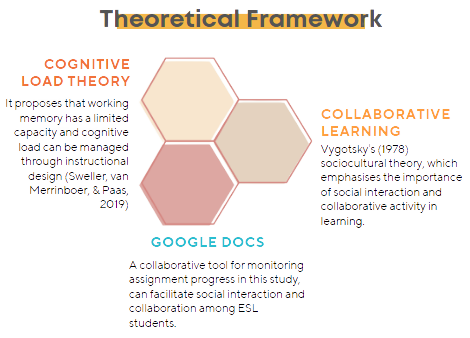 Theoretical Framework
COGNITIVE
LOAD THEORY
It proposes that working
memory has a limited
capacity and cognitive
load can be managed
through instructional
design (Sweller, van
Merrinboer, & Paas,
2019)
COLLABORATIVE
LEARNING
Vygotsky's (1978)
sociocultural theory, which
emphasises the importance
of social interaction and
collaborative activity in
learning.
GOOGLE DOCS
A collaborative tool for monitoring
assignment progress in this study,
can facilitate social interaction and
collaboration among ESL
students.